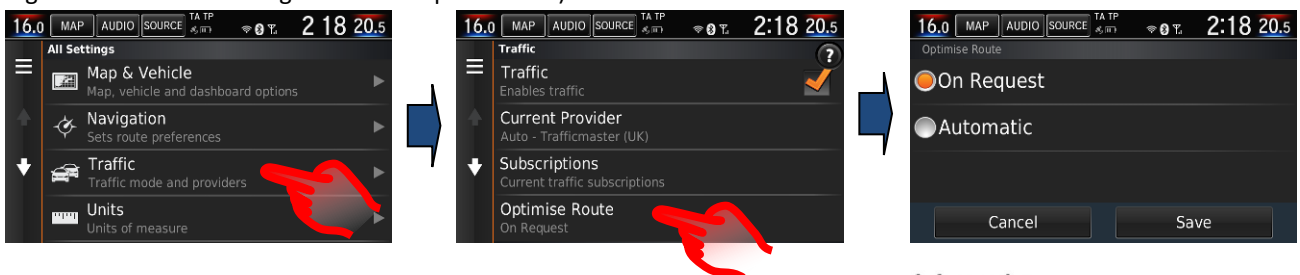 16.0 MAP AUDIO SOURCE TA TP 2 18 20.5
All Settings
Map & Vehicle
Map, vehicle and dashboard options
Navigation
Sets route preferences
Traffic
Traffic mode and providers
Units
Units of measure
16.0 MAP AUDIO SOURCE TA TP 2:18 20.5
Traffic
?
Traffic
Enables traffic
Current Provider
Auto - Trafficmaster (UK)
Subscriptions
Current traffic subscriptions
Optimise Route
On Request
16.0 MAP AUDIO SOURCE TA TP 2:18 20.5
Optimise Route
On Request
Automatic
Cancel Save